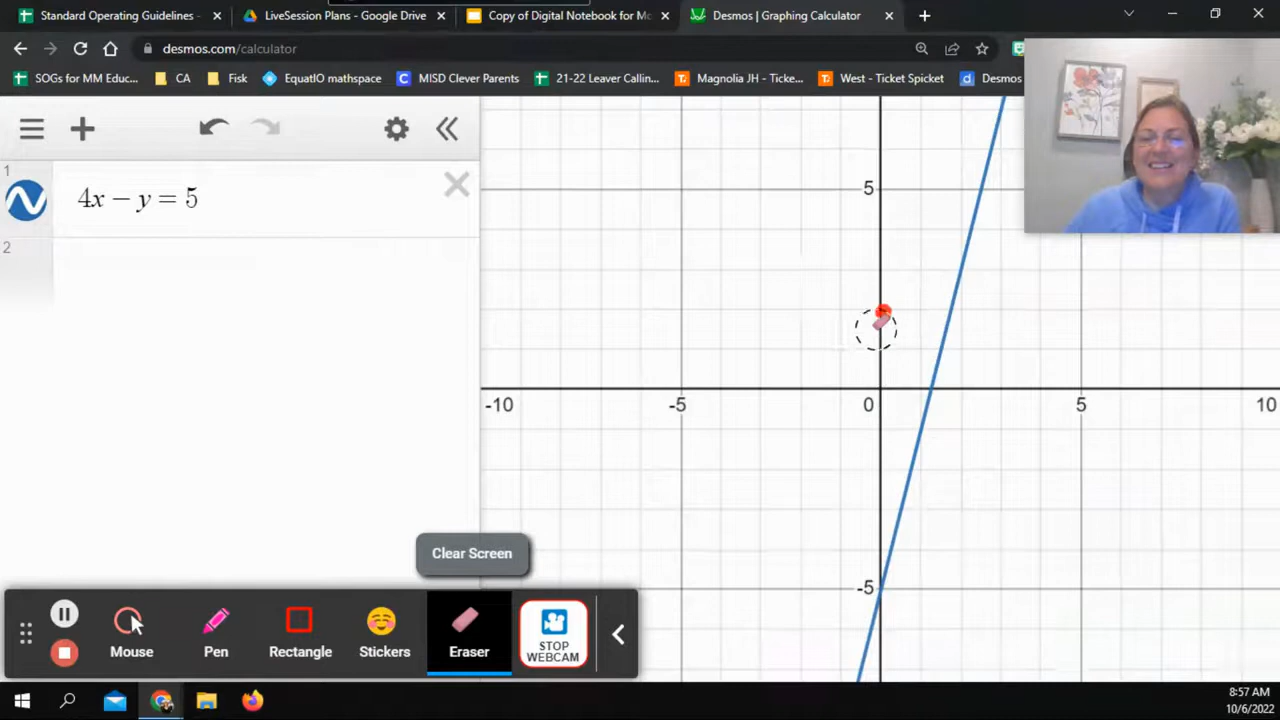 Standard Operating Guidelines -
LiveSession Plans - Google Drive
Copy of Digital Notebook for Mo
Desmos | Graphing Calculator
desmos.com/calculator
SOGs for MM Educ...
CA
Fisk
EquatIO mathspace
MISD Clever Parents
21-22 Leaver Callin...
Magnolia JH - Ticke...
West - Ticket Spicket
Desmos
1
4x − y = 5
2
5
-10
-5
0
5
10
-5
Clear Screen
Mouse
Pen
Rectangle
Stickers
Eraser
STOP
WEBCAM
8:57 AM
10/6/2022